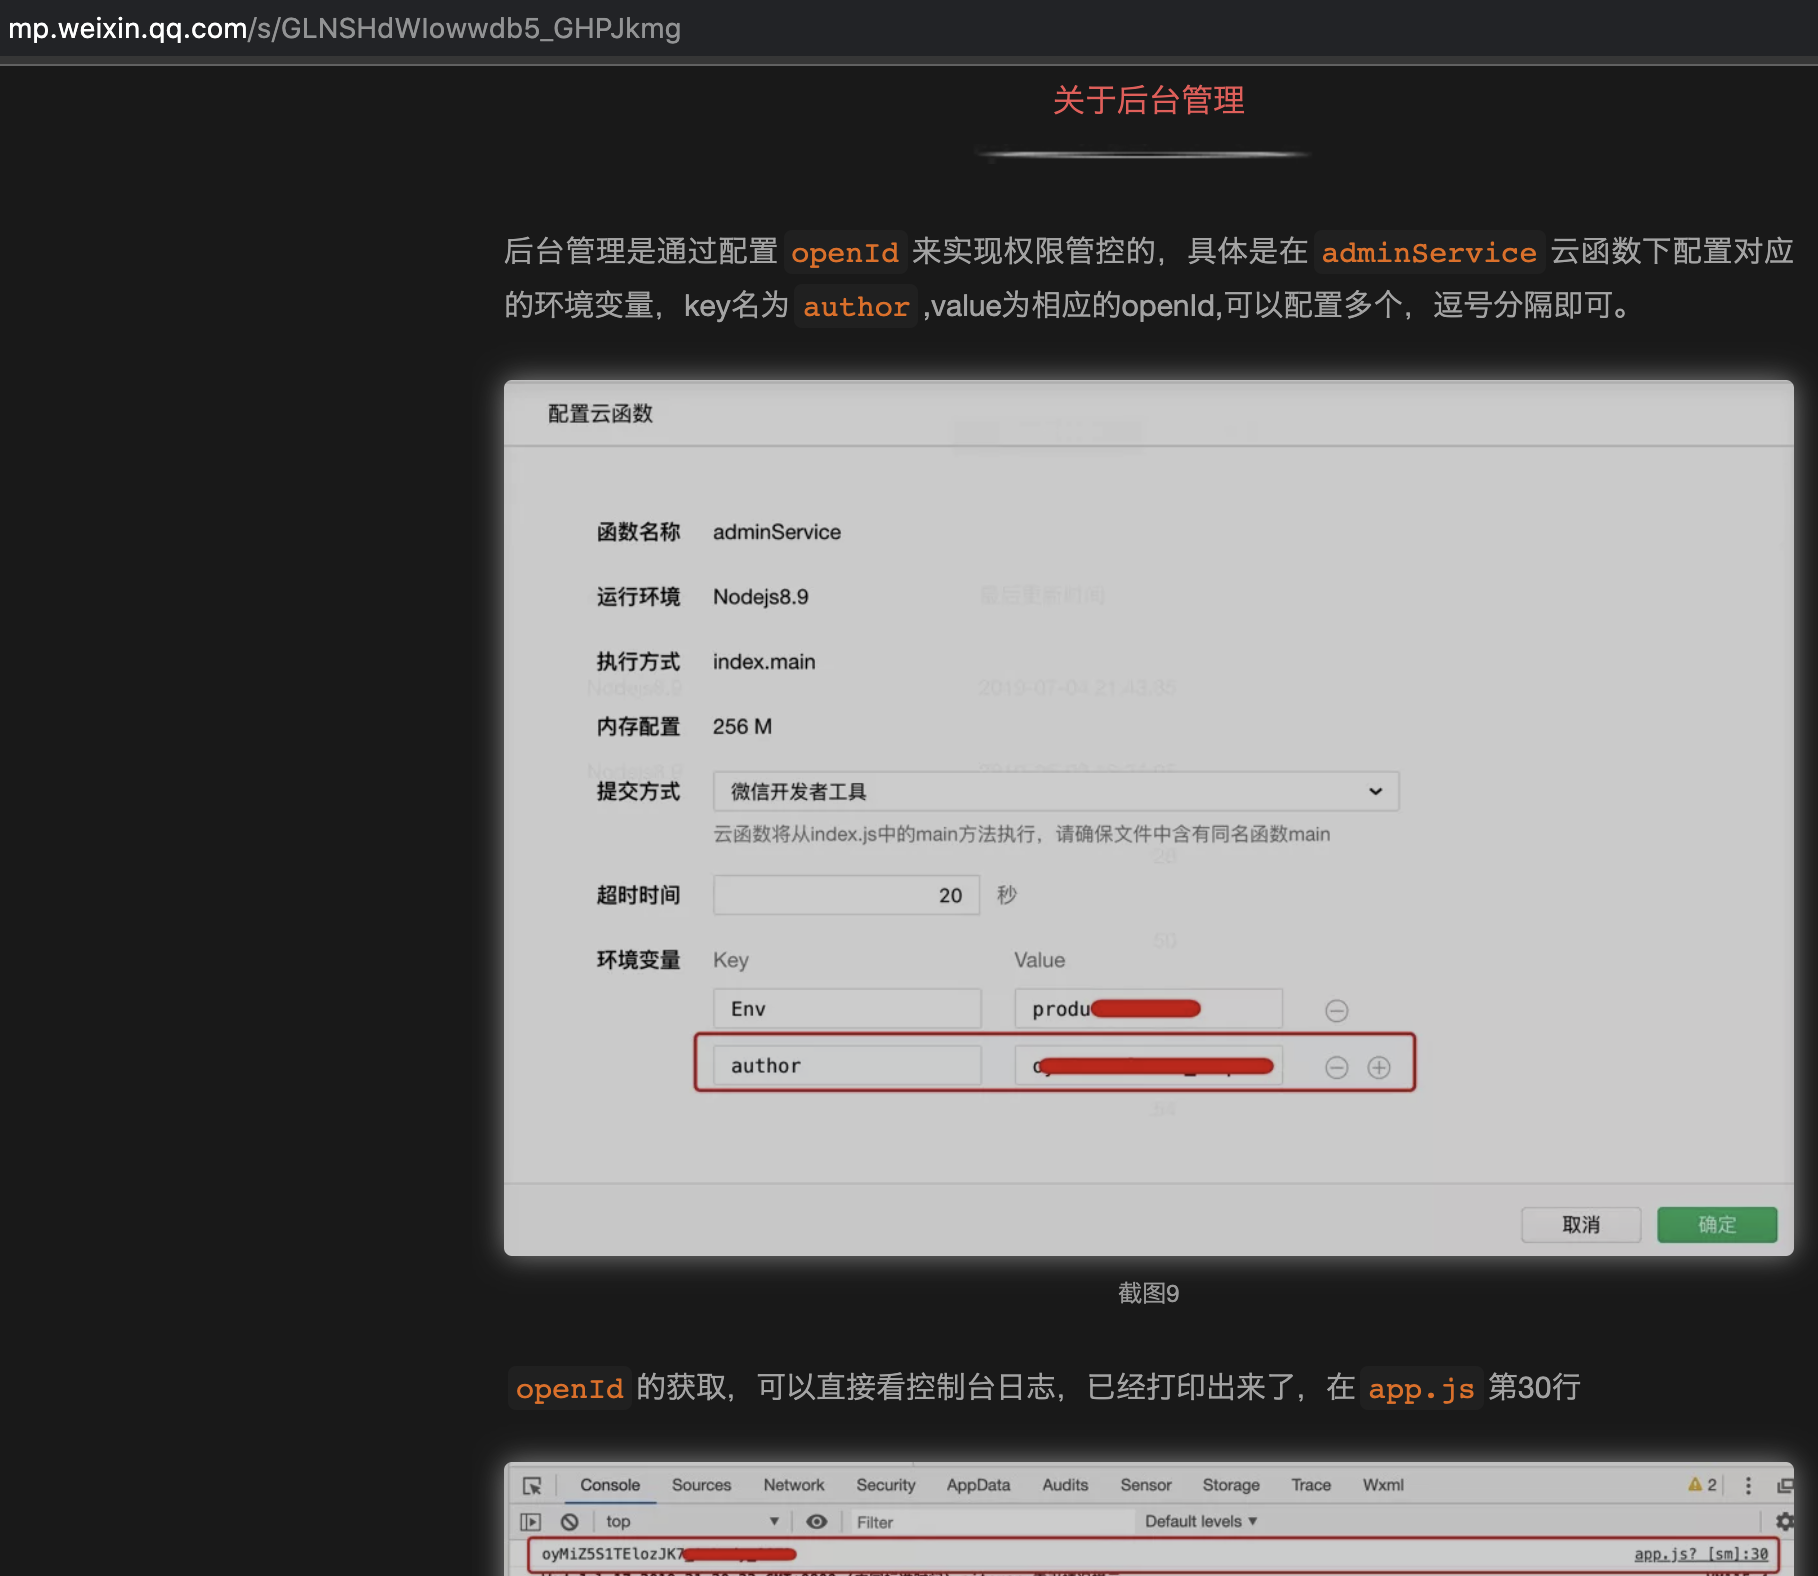 mp.weixin.qq.com/s/GLNSHdWlowwdb5_GHPJkmg
关于后台管理
后台管理是通过配置 openId 来实现权限管控的，具体是在 adminService 云函数下配置对应
的环境变量，key名为 author ,value为相应的openId,可以配置多个，逗号分隔即可。
配置云函数
函数名称 adminService
运行环境 Nodejs8.9
最后更新时间
执行方式 index.main
Nodejs8.9
内存配置 256 M
提交方式 微信开发者工具
云函数将从index.js中的main方法执行，请确保文件中含有同名函数main
超时时间 20 秒
环境变量 Key Value
Env produ
author
取消 确定
截图9
openId 的获取，可以直接看控制台日志，已经打印出来了，在 app.js 第30行
Console Sources Network Security AppData Audits Sensor Storage Trace Wxml 2
top Filter Default levels
oyMiZ5S1TElozJK7 app.js? [sm]:30